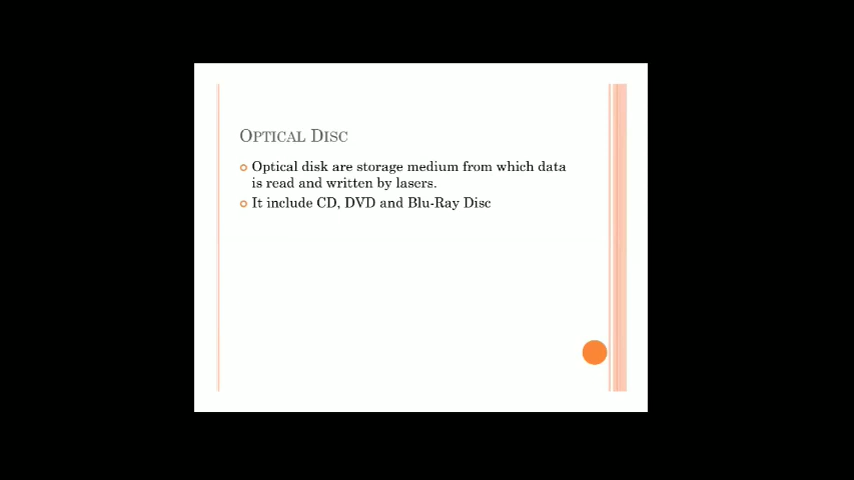 OPTICAL DISC
Optical disk are storage medium from which data
is read and written by lasers.
It include CD, DVD and Blu-Ray Disc